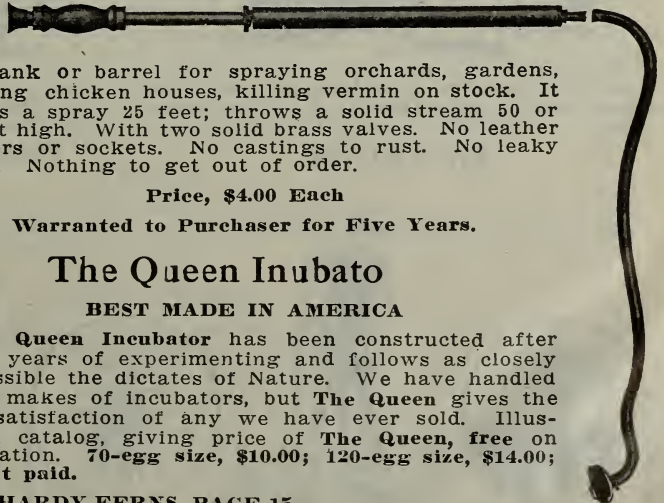 ank or barrel for spraying orchards, gardens,
ng chicken houses, killing vermin on stock. It
s a spray 25 feet; throws a solid stream 50 or
t high. With two solid brass valves. No leather
rs or sockets. No castings to rust. No leaky
Nothing to get out of order.
Price, $4.00 Each
Warranted to Purchaser for Five Years.
The Queen Inubato
BEST MADE IN AMERICA
Queen Incubator has been constructed after
years of experimenting and follows as closely
ssible the dictates of Nature. We have handled
makes of incubators, but The Queen gives the
satisfaction of any we have ever sold. Illus-
catalog, giving price of The Queen, free on
ation. 70-egg size, $10.00; 120-egg size, $14.00;
t paid.
HARDY FERNS, PAGE 15